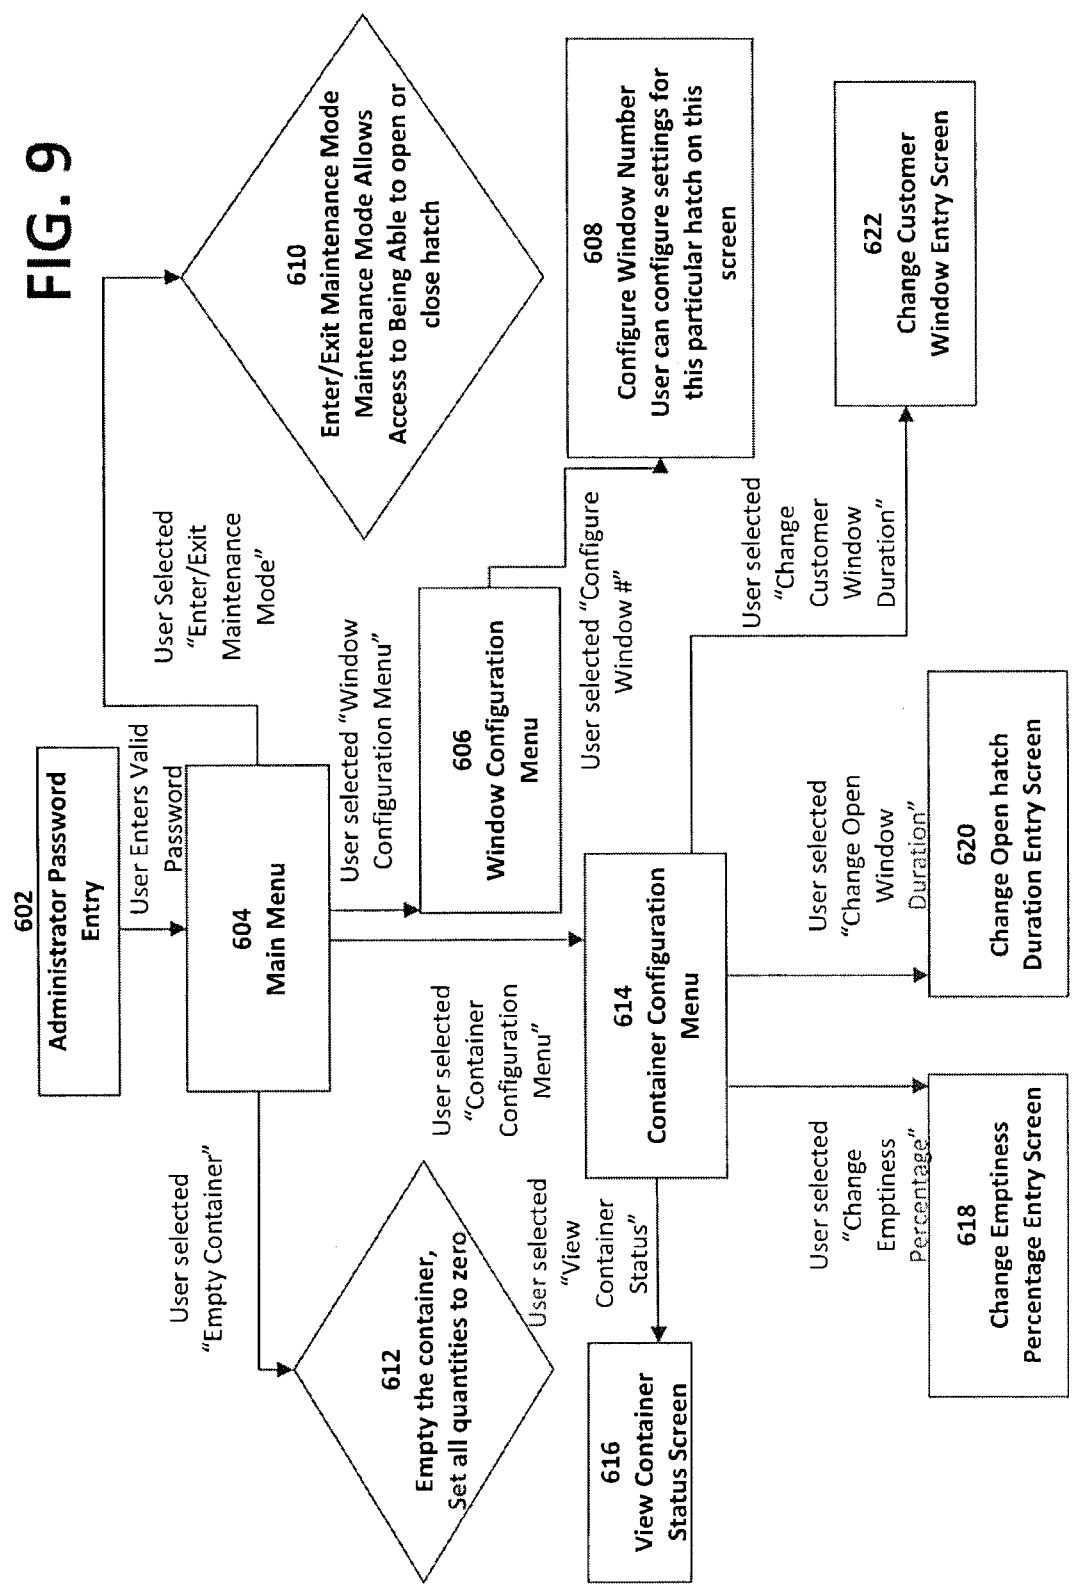 FIG. 9
602
Administrator Password
Entry
User Enters Valid
Password
604
Main Menu
User Selected
“Enter/Exit
Maintenance
Mode”
610
Enter/Exit Maintenance Mode
Maintenance Mode Allows
Access to Being Able to open or
close hatch
User selected
“Empty Container”
612
Empty the container,
Set all quantities to zero
User selected “Window
Configuration Menu”
606
Window Configuration
Menu
User selected “Configure
Window #”
608
Configure Window Number
User can configure settings for
this particular hatch on this
screen
User selected
“Container
Configuration
Menu”
614
Container Configuration
Menu
User selected
“View
Container
Status”
616
View Container
Status Screen
User selected
“Change
Emptiness
Percentage”
618
Change Emptiness
Percentage Entry Screen
User selected
“Change Open
Window
Duration”
620
Change Open hatch
Duration Entry Screen
User selected
“Change
Customer
Window
Duration”
622
Change Customer
Window Entry Screen